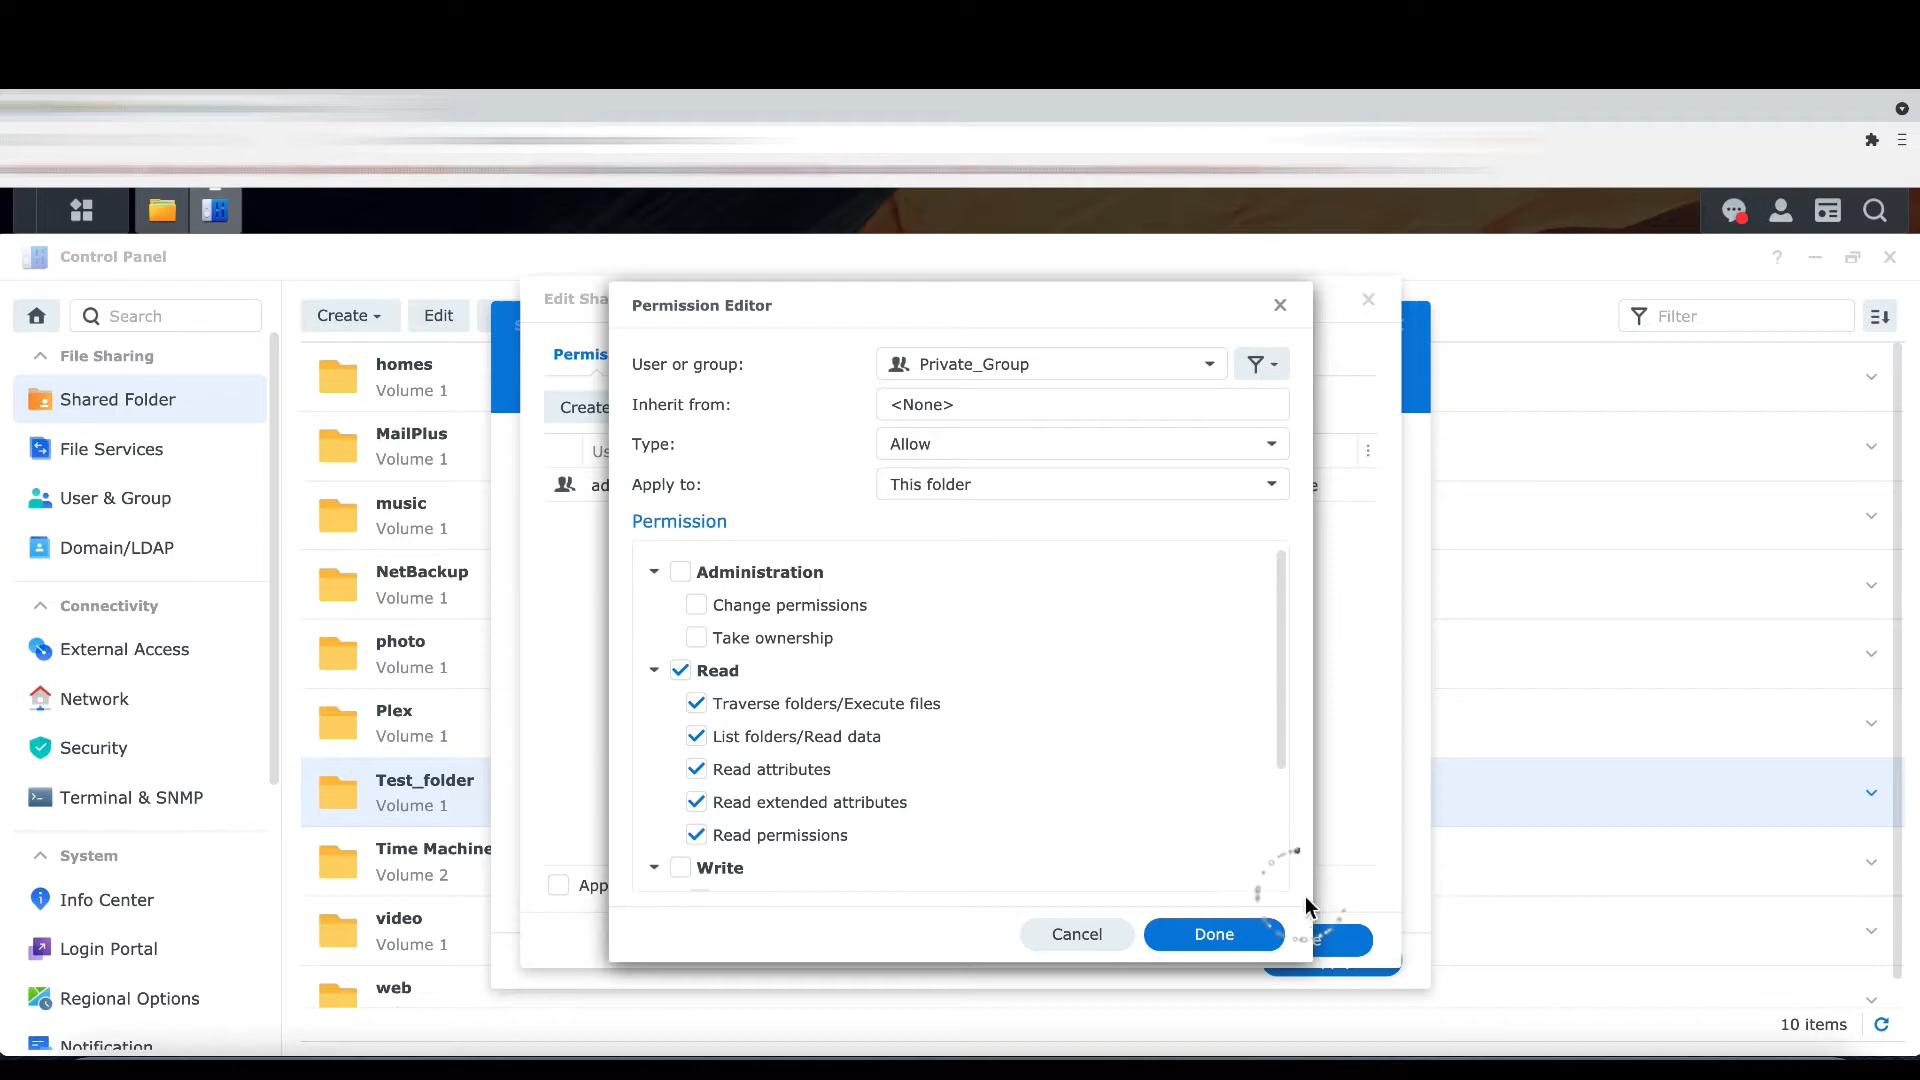 Control Panel
?
Search
Create
Edit
Filter
File Sharing
Shared Folder
File Services
User & Group
Domain/LDAP
Connectivity
External Access
Network
Security
Terminal & SNMP
System
Info Center
Login Portal
Regional Options
Notification
homes
Volume 1
MailPlus
Volume 1
music
Volume 1
NetBackup
Volume 1
photo
Volume 1
Plex
Volume 1
Test_folder
Volume 1
Time Machine
Volume 2
video
Volume 1
web
10 items
Edit Sha
Permis
Create
Us
ad
e
App
Permission Editor
User or group:
Private_Group
Inherit from:
<None>
Type:
Allow
Apply to:
This folder
Permission
Administration
Change permissions
Take ownership
Read
Traverse folders/Execute files
List folders/Read data
Read attributes
Read extended attributes
Read permissions
Write
Cancel
Done